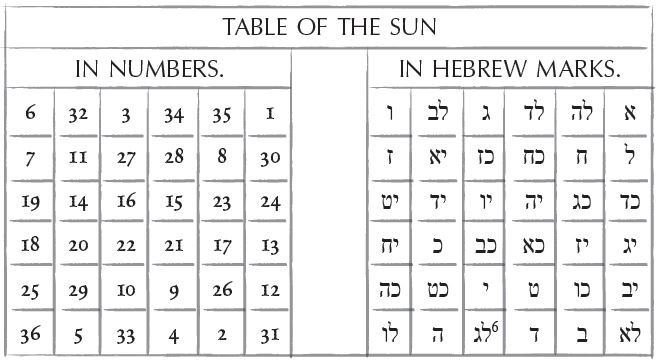 TABLE OF THE SUN
IN NUMBERS. IN HEBREW MARKS.
6 32 3 34 35 1 א לה לד ג לב ו
7 11 27 28 8 30 ל ח כח כז יא ז
19 14 16 15 23 24 כד כג יה יו יד יט
18 20 22 21 17 13 יג יז כא כב כ יח
25 29 10 9 26 12 יב כו ט י כט כה
36 5 33 4 2 31 לא ב ד לג⁶ ה לו